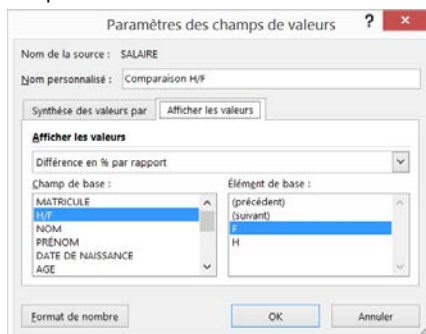 Paramètres des champs de valeurs ? ×
Nom de la source : SALAIRE
Nom personnalisé : Comparaison H/F
Synthèse des valeurs par Afficher les valeurs
Afficher les valeurs
Différence en % par rapport
Champ de base : Élément de base :
MATRICULE (précédent)
H/F (suivant)
NOM F
PRÉNOM H
DATE DE NAISSANCE
AGE
Format de nombre OK Annuler